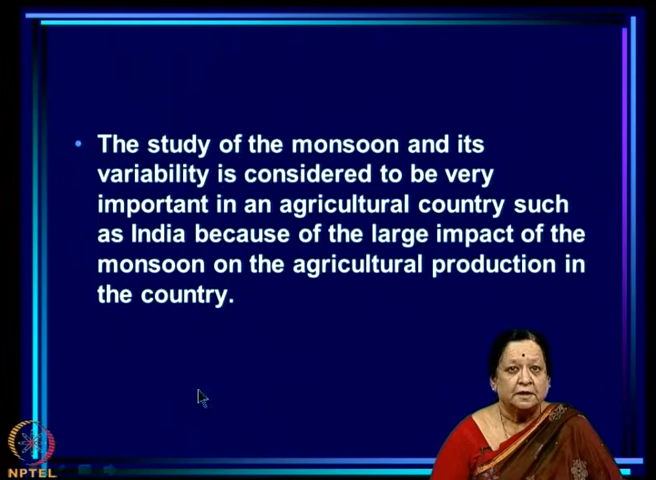 • The study of the monsoon and its
variability is considered to be very
important in an agricultural country such
as India because of the large impact of the
monsoon on the agricultural production in
the country.
NPTEL